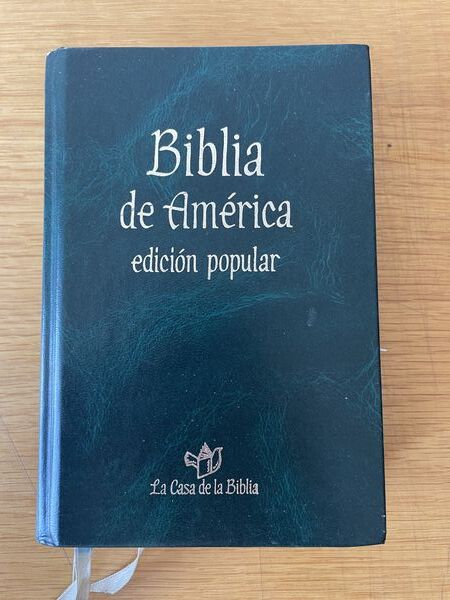 Biblia
de América
edición popular
La Casa de la Biblia